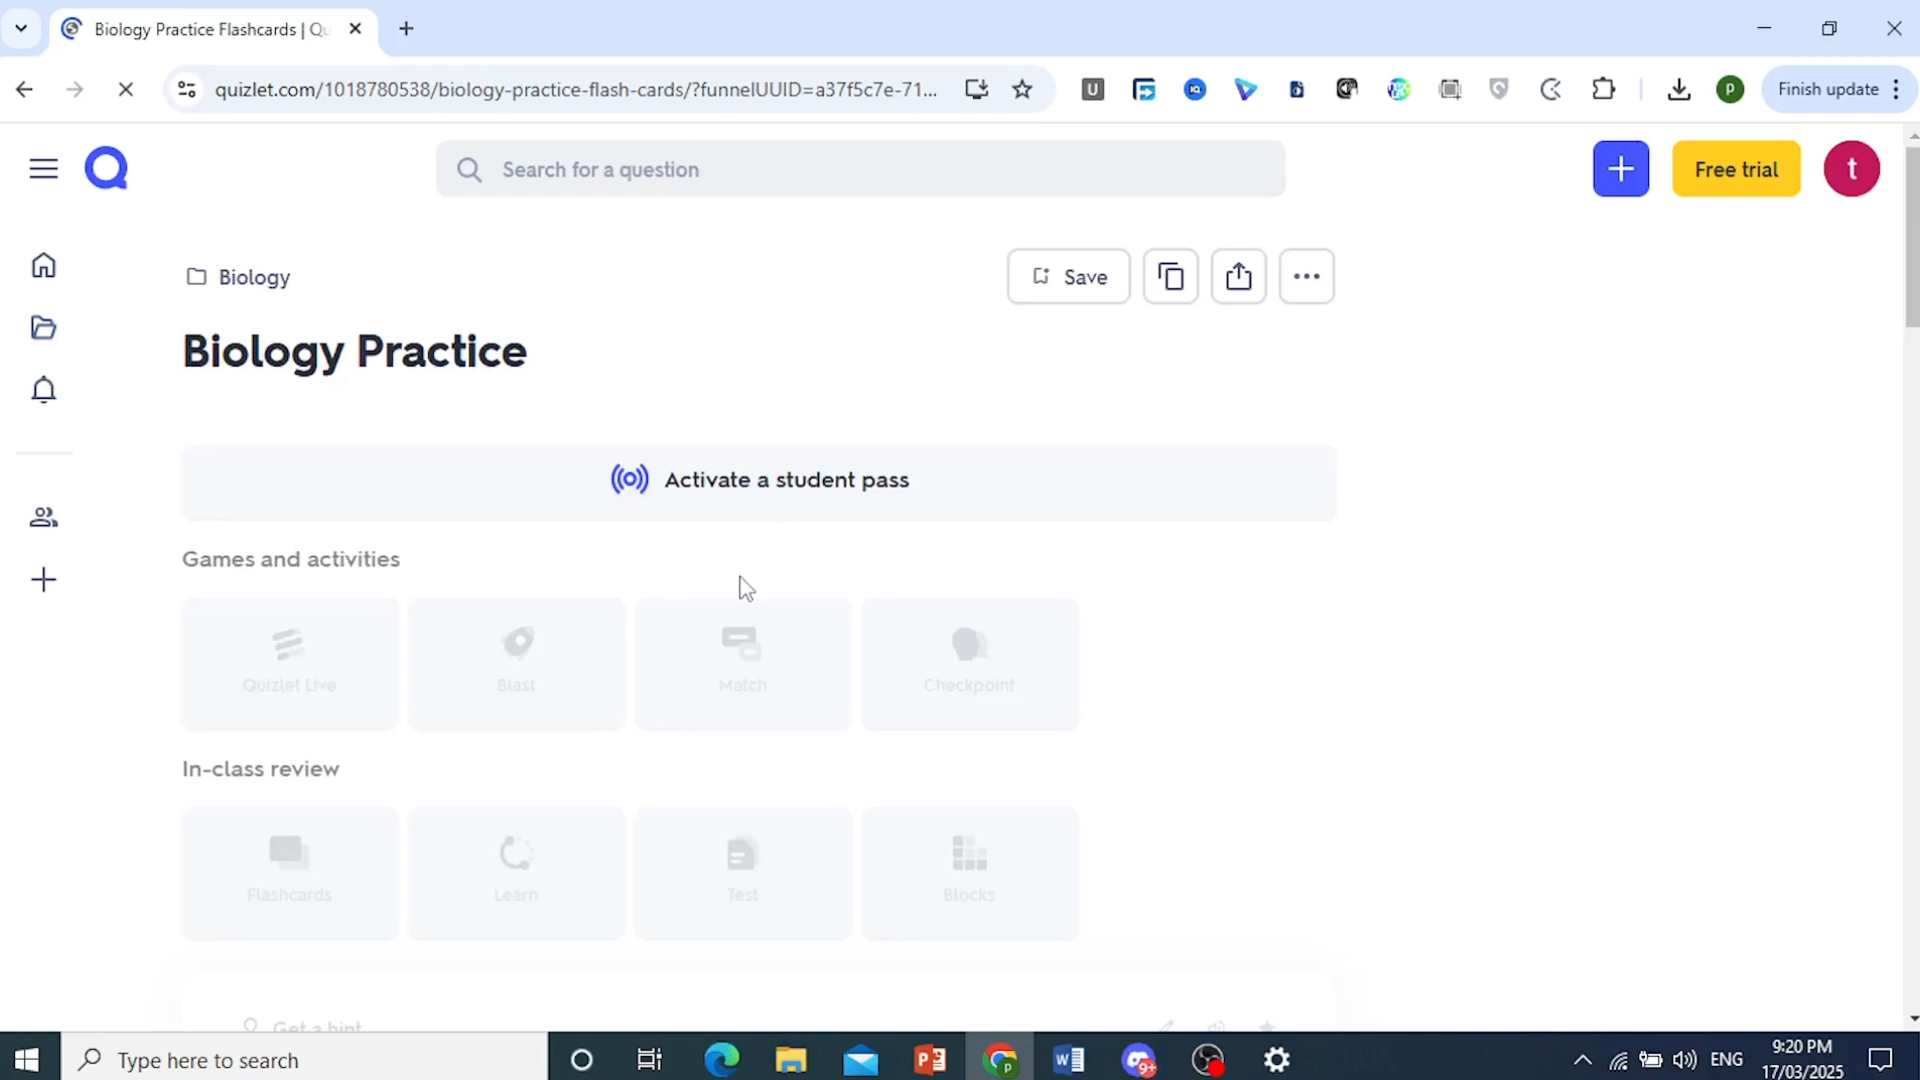 Biology Practice Flashcards | Qu
quizlet.com/1018780538/biology-practice-flash-cards/?funnelUUID=a37f5c7e-71...
U
IQ
P
Finish update
Search for a question
Free trial
t
Biology
Save
Biology Practice
Activate a student pass
Games and activities
Quizlet Live
Blast
Match
Checkpoint
In-class review
Flashcards
Learn
Test
Blocks
Get a hint
Type here to search
9+
ENG
9:20 PM
17/03/2025